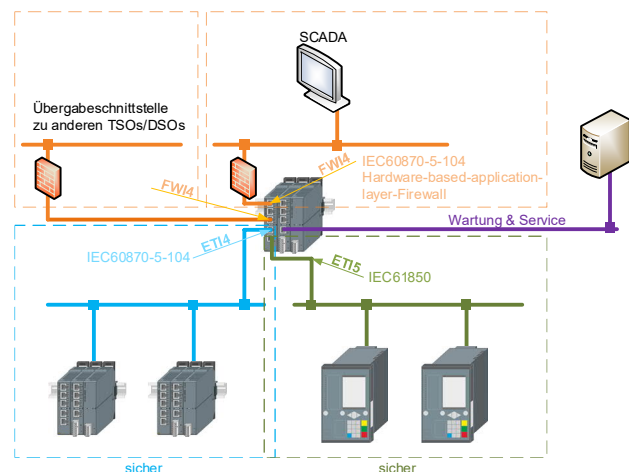 SCADA
Übergabeschnittstelle
zu anderen TSOs/DSOs
FWI4
IEC60870-5-104
Hardware-based-application-
layer-Firewall
FWI4
Wartung & Service
ETI4
IEC60870-5-104
ETI5
IEC61850
sicher
sicher